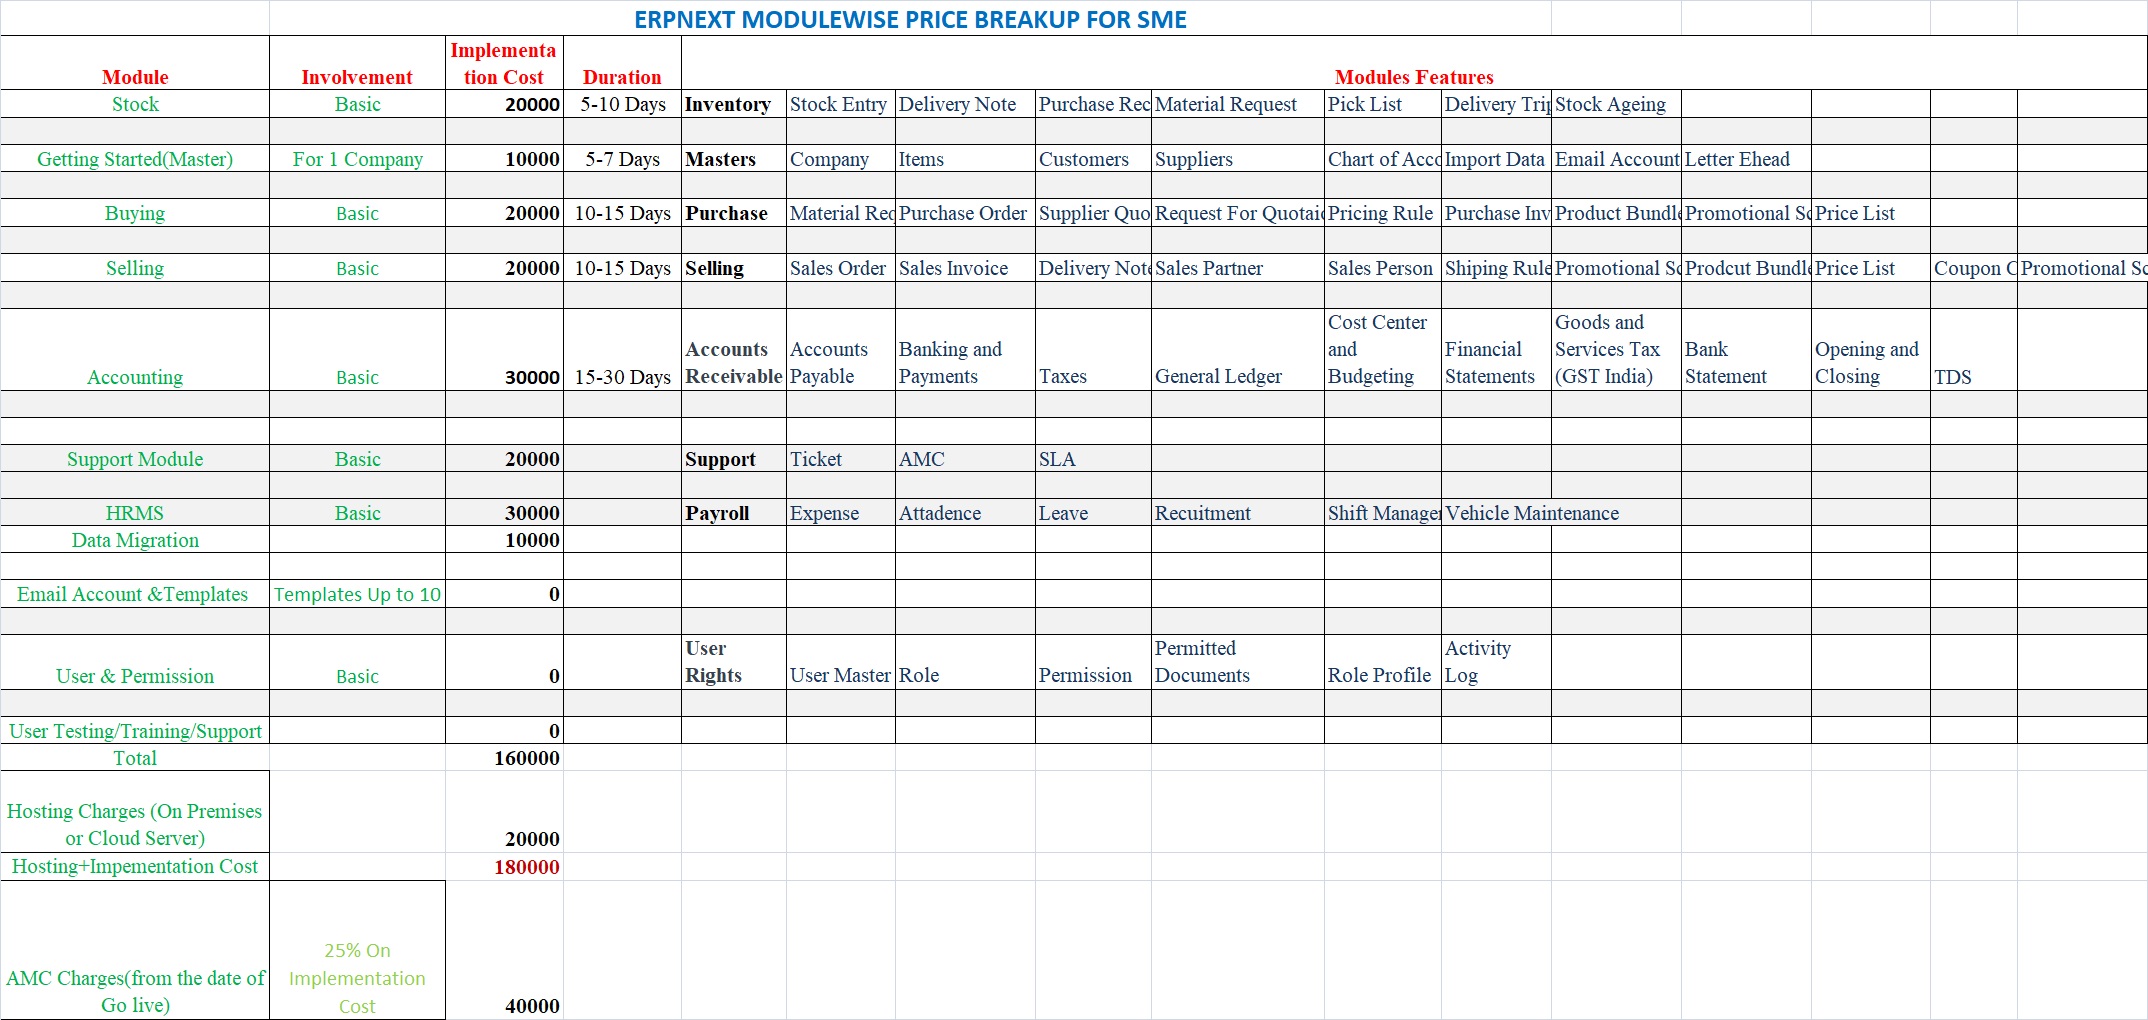 ERPNEXT MODULEWISE PRICE BREAKUP FOR SME
Module Involvement Implementa tion Cost Duration Modules Features
Stock Basic 20000 5-10 Days Inventory Stock Entry Delivery Note Purchase Rec Material Request Pick List Delivery Trip Stock Ageing
Getting Started(Master) For 1 Company 10000 5-7 Days Masters Company Items Customers Suppliers Chart of Acco Import Data Email Account Letter Ehead
Buying Basic 20000 10-15 Days Purchase Material Req Purchase Order Supplier Quo Request For Quotaio Pricing Rule Purchase Inv Product Bundle Promotional Sc Price List
Selling Basic 20000 10-15 Days Selling Sales Order Sales Invoice Delivery Note Sales Partner Sales Person Shiping Rule Promotional Sc Prodcut Bundle Price List Coupon C Promotional Sc
Accounting Basic 30000 15-30 Days Accounts Receivable Accounts Payable Banking and Payments Taxes General Ledger Cost Center and Budgeting Financial Statements Goods and Services Tax (GST India) Bank Statement Opening and Closing TDS
Support Module Basic 20000 Support Ticket AMC SLA
HRMS Basic 30000 Payroll Expense Attadence Leave Recuitment Shift Manager Vehicle Maintenance
Data Migration 10000
Email Account &Templates Templates Up to 10 0
User & Permission Basic 0 User Rights User Master Role Permission Permitted Documents Role Profile Activity Log
User Testing/Training/Support 0
Total 160000
Hosting Charges (On Premises or Cloud Server) 20000
Hosting+Impementation Cost 180000
AMC Charges(from the date of Go live) 25% On Implementation Cost 40000